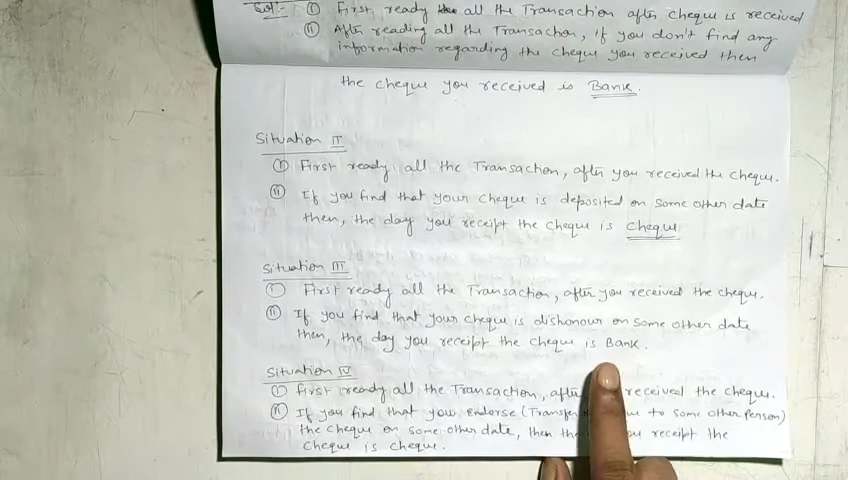 Sol:- (i) First ready all the Transaction after cheque is received
(ii) After reading all the Transaction, if you don't find any
information regarding the cheque you received then
the cheque you received is Bank.
Situation II
(i) First ready all the Transaction, after you received the cheque.
(ii) If you find that your cheque is deposited on some other date
then, the day you receipt the cheque is cheque.
Situation III
(i) First ready all the Transaction, after you received the cheque.
(ii) If you find that your cheque is dishonour on some other date
then, the day you receipt the cheque is Bank.
Situation IV
(i) First ready all the Transaction, after received the cheque.
(ii) If you find that you endorse (Transfer to some other Person)
the cheque on some other date, then the receipt the
cheque is cheque.